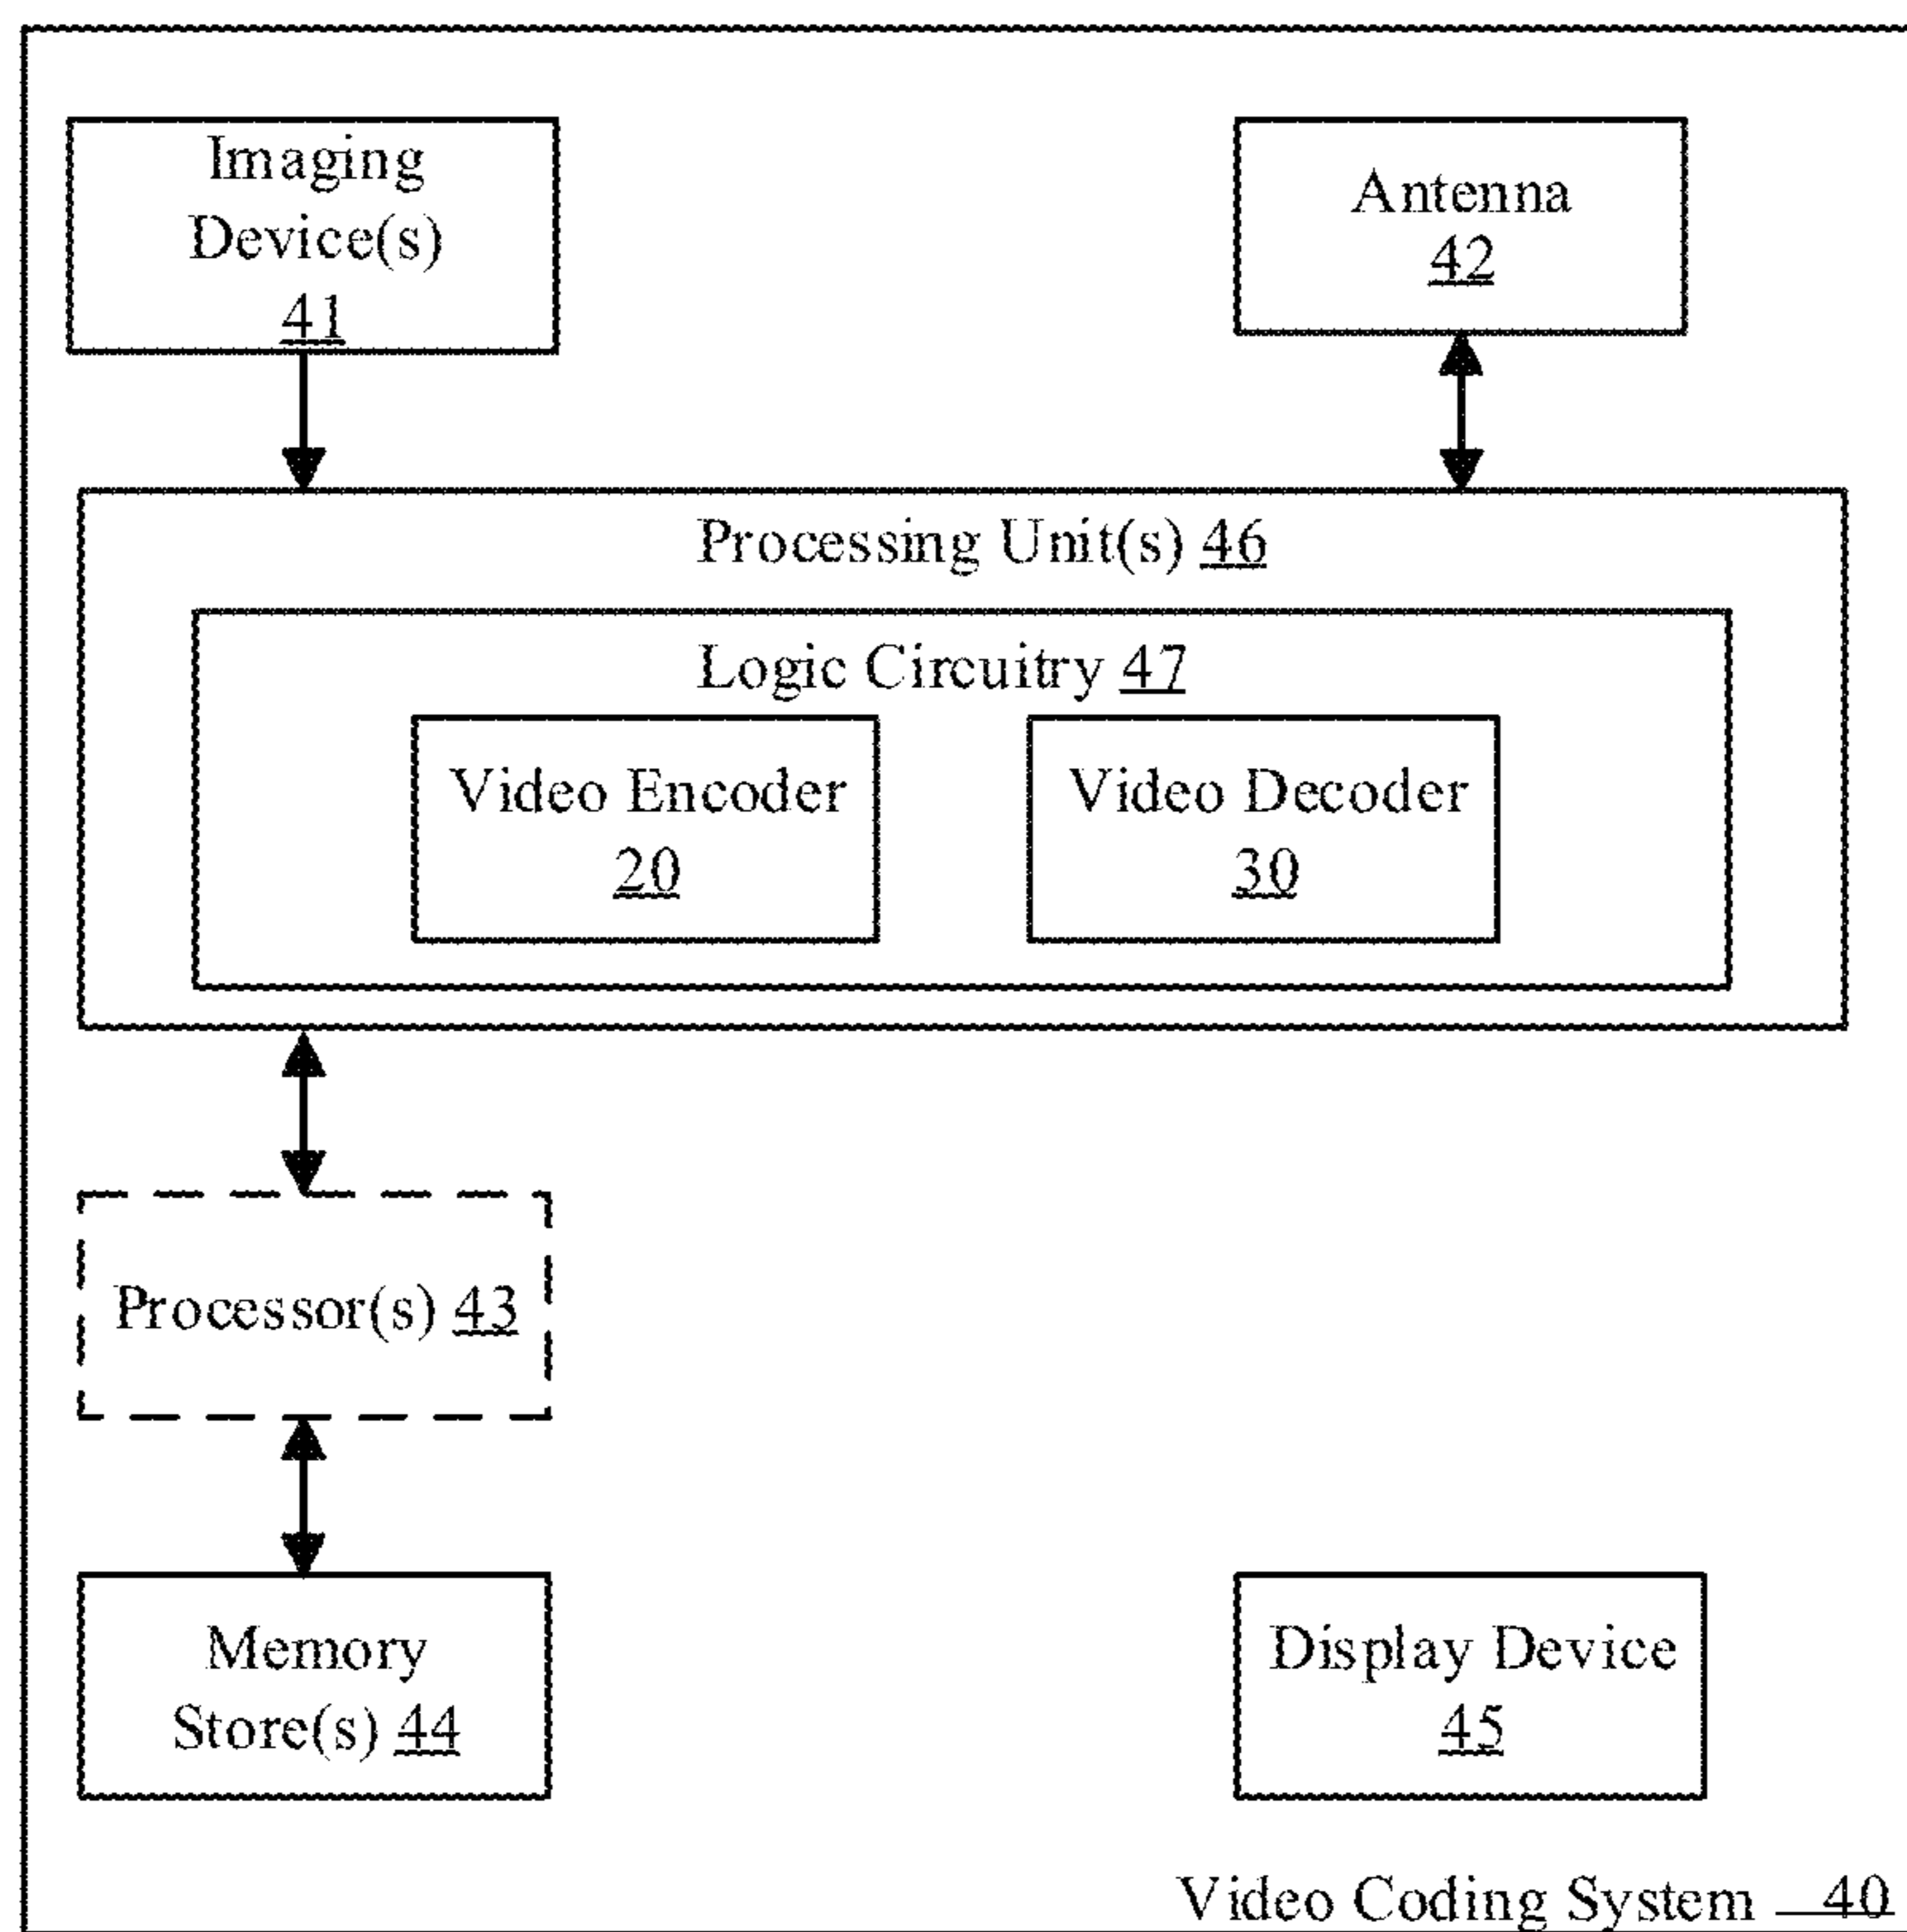 Imaging
Device(s)
41
Antenna
42
Processing Unit(s) 46
Logic Circuitry 47
Video Encoder
20
Video Decoder
30
Processor(s) 43
Memory
Store(s) 44
Display Device
45
Video Coding System 40